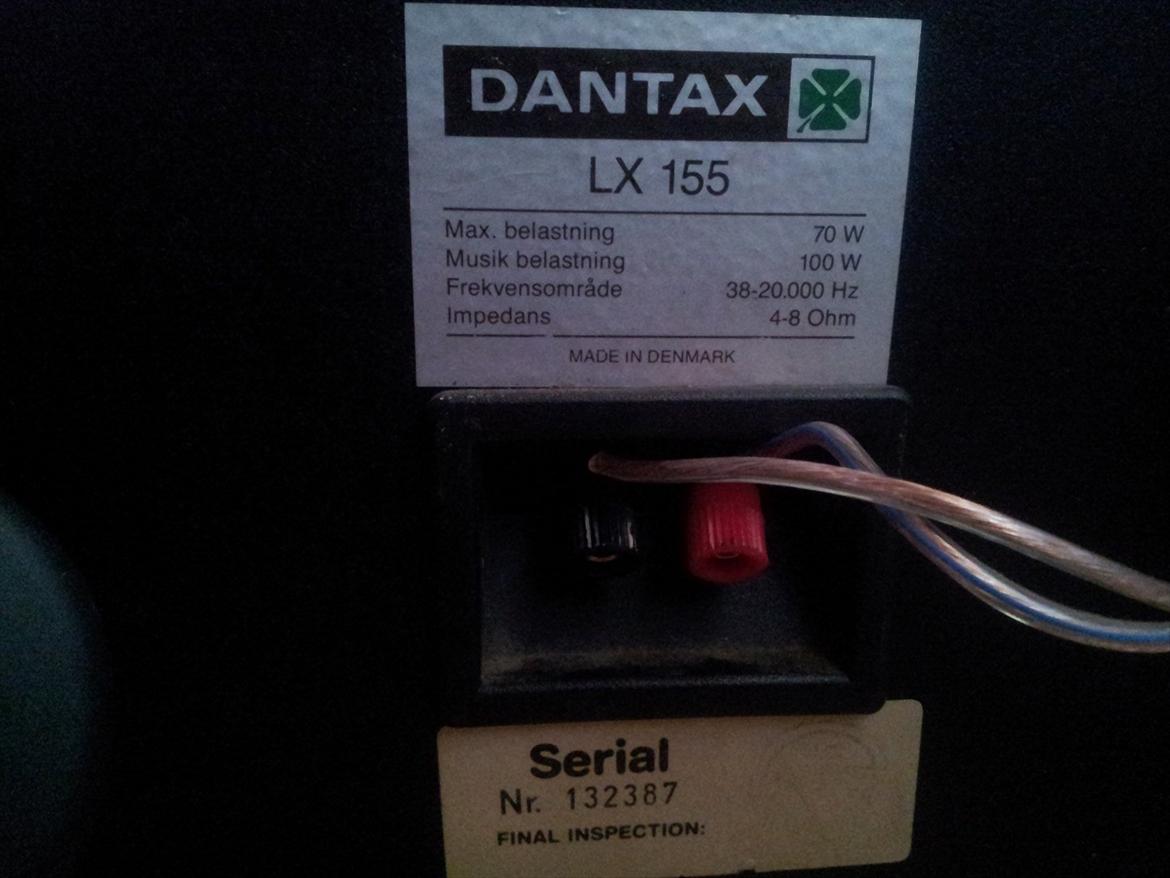 DANTAX
LX 155
Max. belastning 70 W
Musik belastning 100 W
Frekvensområde 38-20.000 Hz
Impedans 4-8 Ohm
MADE IN DENMARK
Serial
Nr. 132387
FINAL INSPECTION: